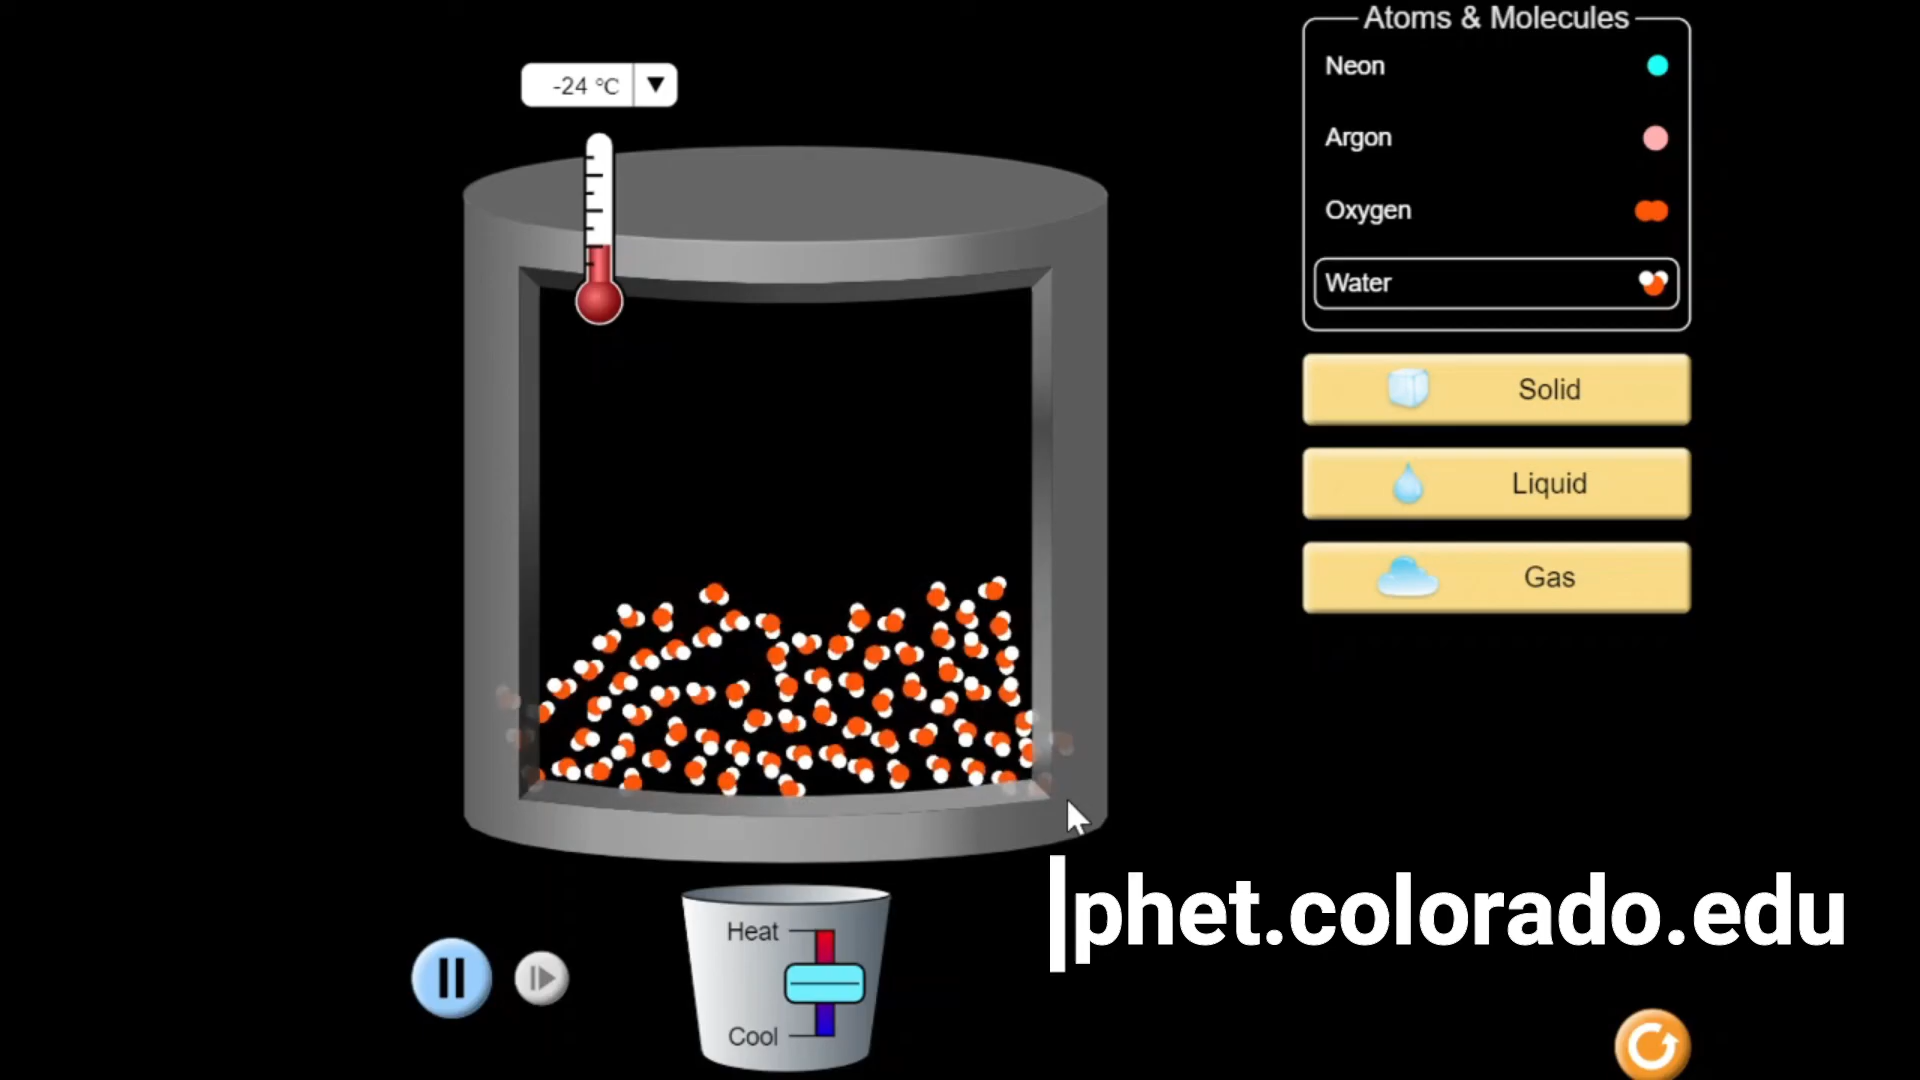 Atoms & Molecules
Neon
-24 °C
Argon
Oxygen
Water
Solid
Liquid
Gas
phet.colorado.edu
Heat
Cool